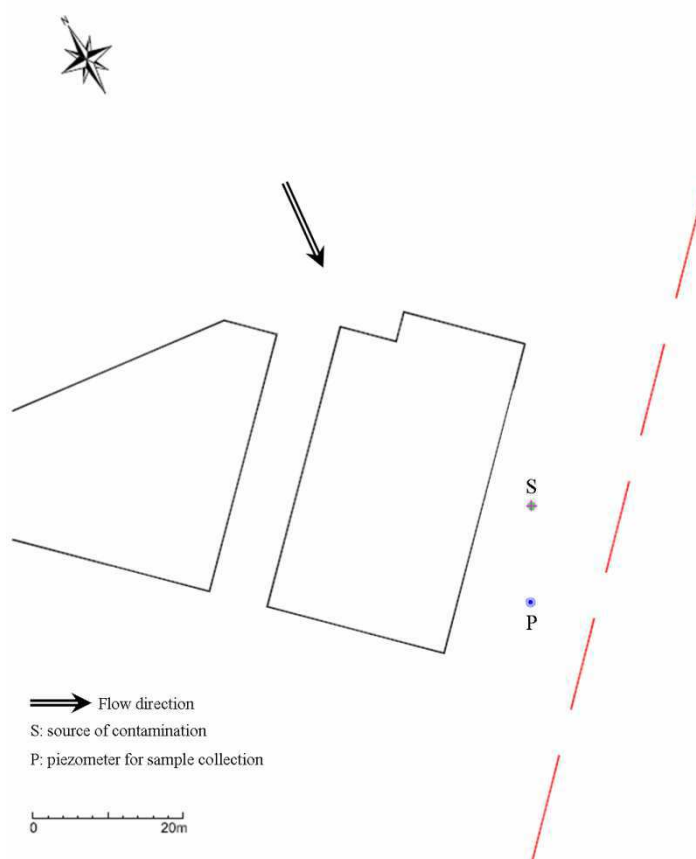 N
S
P
Flow direction
S: source of contamination
P: piezometer for sample collection
0 20m